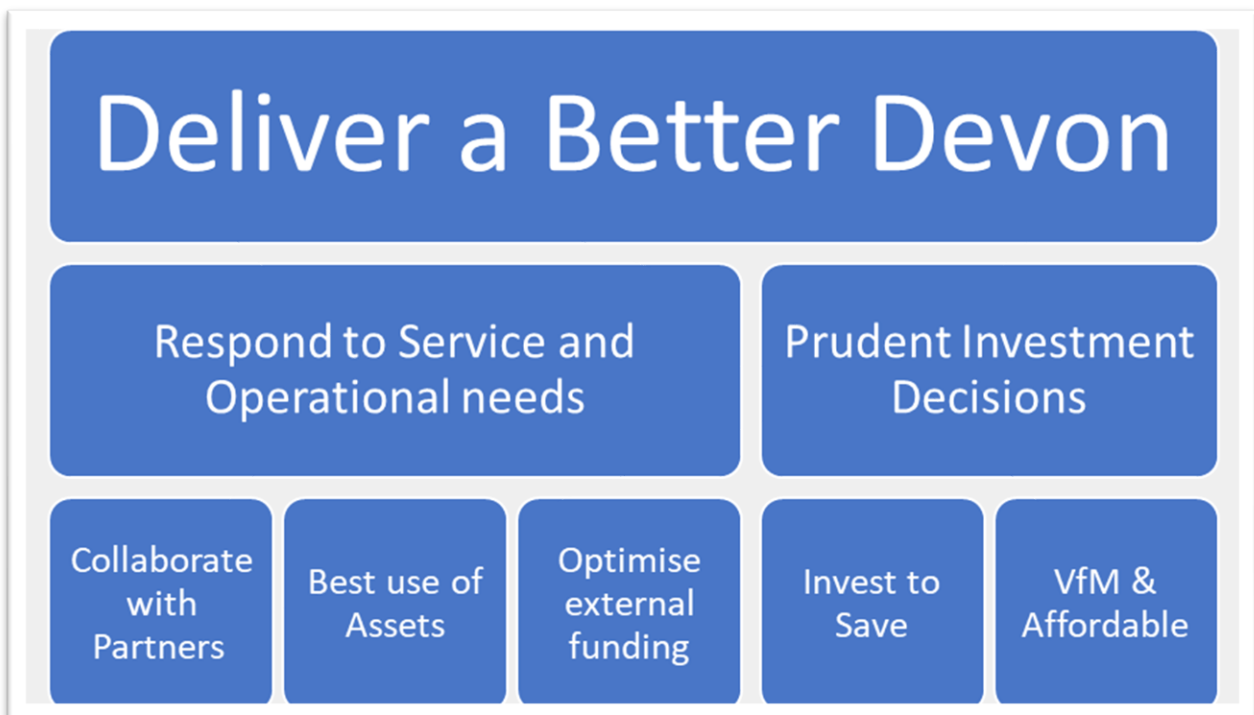 Deliver a Better Devon
Respond to Service and
Operational needs
Prudent Investment
Decisions
Collaborate
with
Partners
Best use of
Assets
Optimise
external
funding
Invest to
Save
VfM &
Affordable